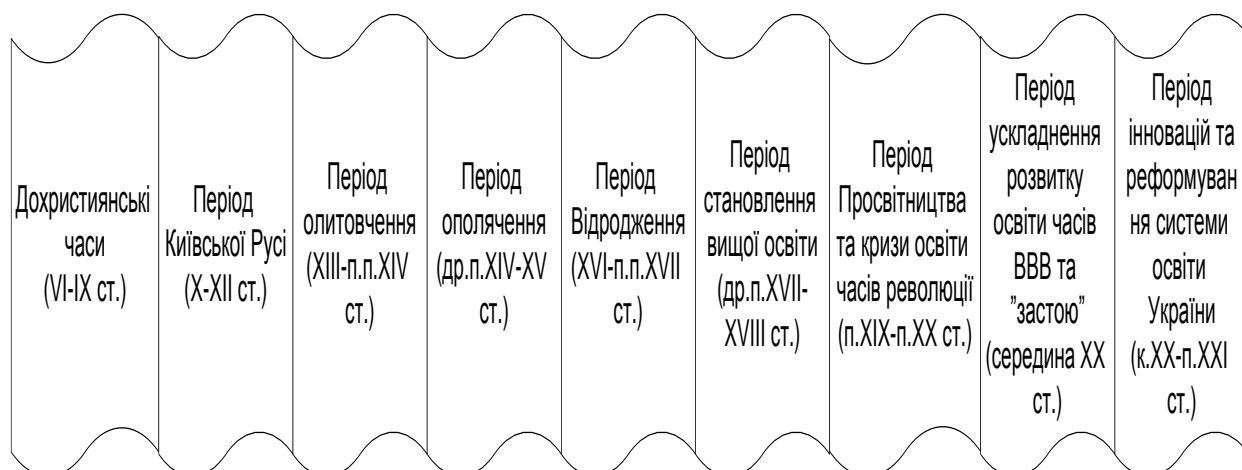 Дохристиянські
часи
(VI-IX ст.)
Період
Київської Русі
(X-XII ст.)
Період
олитовчення
(XIII-п.п.XIV
ст.)
Період
ополячення
(др.п.XIV-XV
ст.)
Період
Відродження
(XVI-п.п.XVII
ст.)
Період
становлення
вищої освіти
(др.п.XVII-
XVIII ст.)
Період
Просвітництва
та кризи освіти
часів революції
(п.XIX-п.XX ст.)
Період
ускладнення
розвитку
освіти часів
ВВВ та
”застою”
(середина XX
ст.)
Період
інновацій та
реформуван
ня системи
освіти
України
(к.XX-п.XXI
ст.)